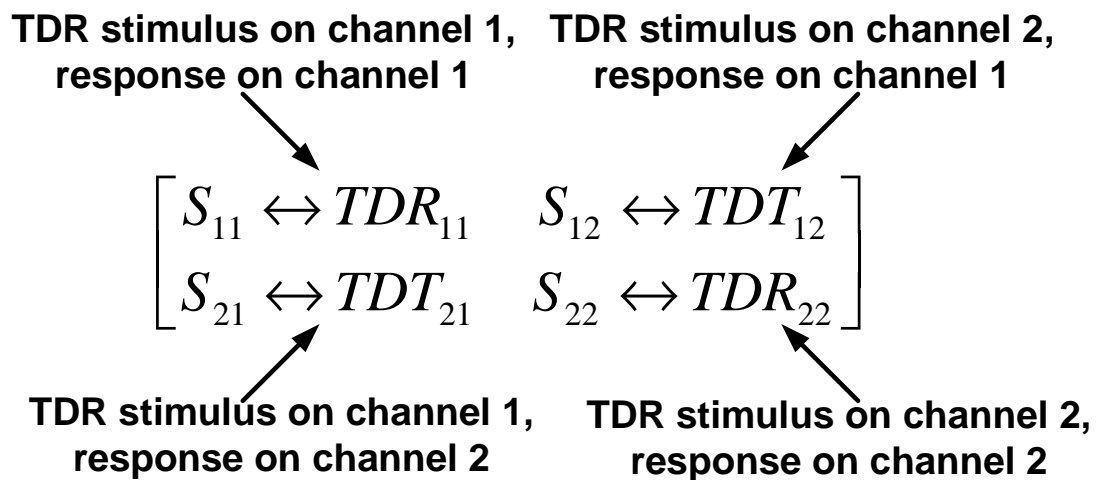 TDR stimulus on channel 1, TDR stimulus on channel 2,
response on channel 1 response on channel 1
S₁₁ ↔ TDR₁₁ S₁₂ ↔ TDT₁₂
S₂₁ ↔ TDT₂₁ S₂₂ ↔ TDR₂₂
TDR stimulus on channel 1, TDR stimulus on channel 2,
response on channel 2 response on channel 2